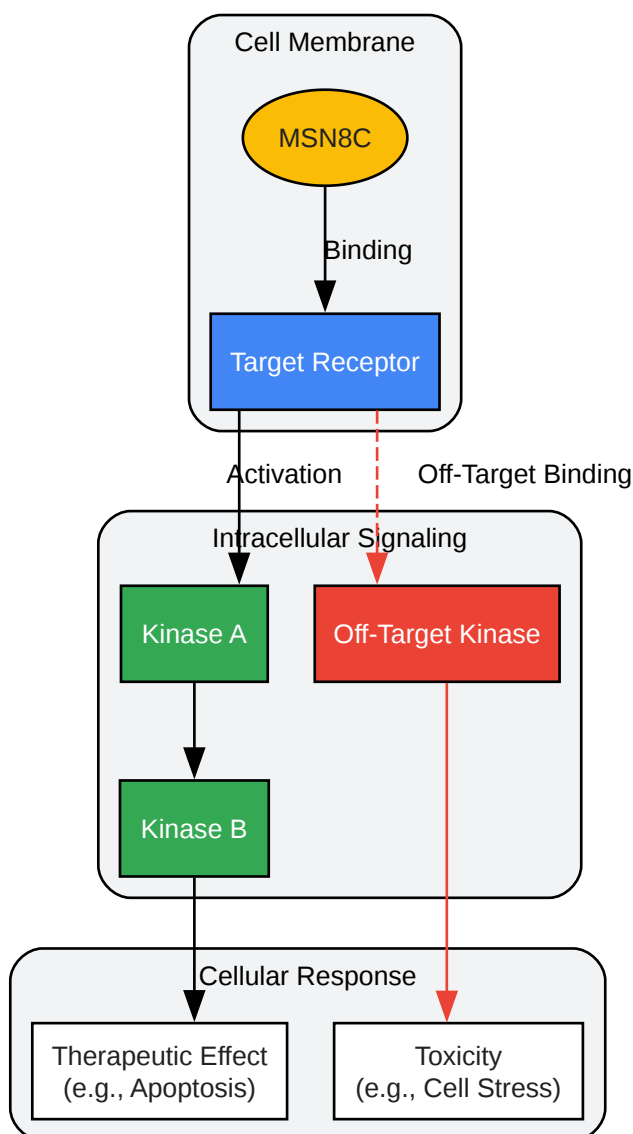 Cell Membrane
MSN8C
Binding
Target Receptor
Activation
Off-Target Binding
Intracellular Signaling
Kinase A
Off-Target Kinase
Kinase B
Cellular Response
Therapeutic Effect
(e.g., Apoptosis)
Toxicity
(e.g., Cell Stress)